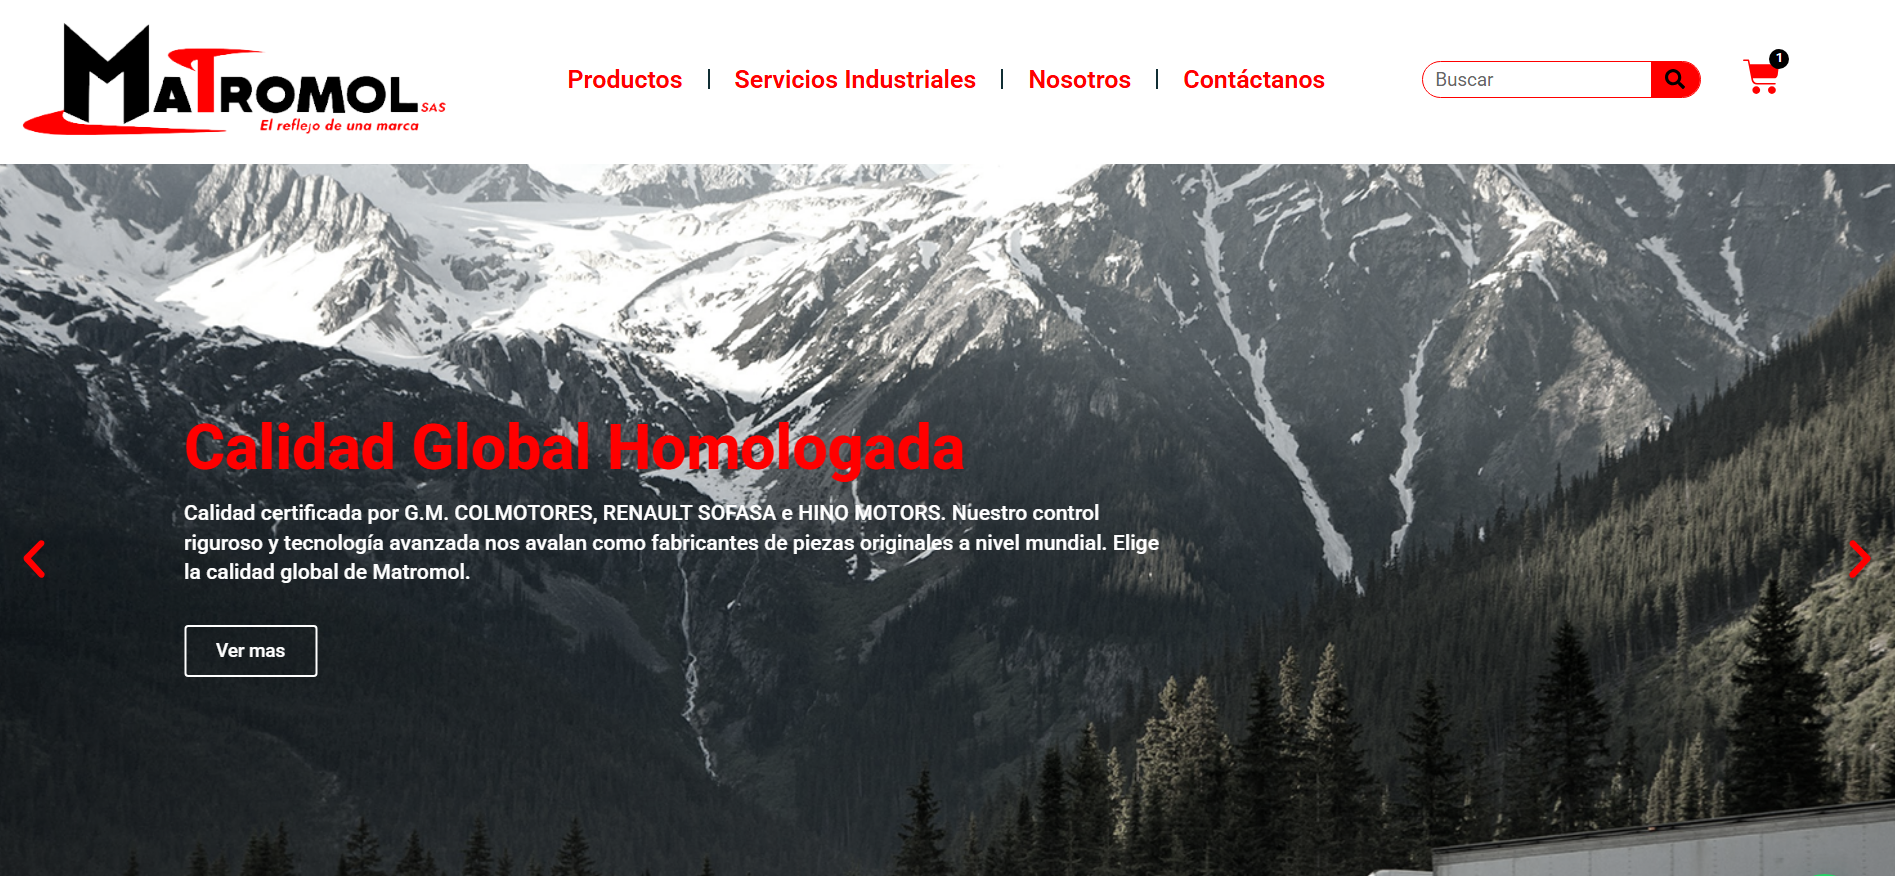 MATROMOL SAS
El reflejo de una marca
Productos
Servicios Industriales
Nosotros
Contáctanos
Buscar
1
Calidad Global Homologada
Calidad certificada por G.M. COLMOTORES, RENAULT SOFASA e HINO MOTORS. Nuestro control
riguroso y tecnología avanzada nos avalan como fabricantes de piezas originales a nivel mundial. Elige
la calidad global de Matromol.
Ver mas